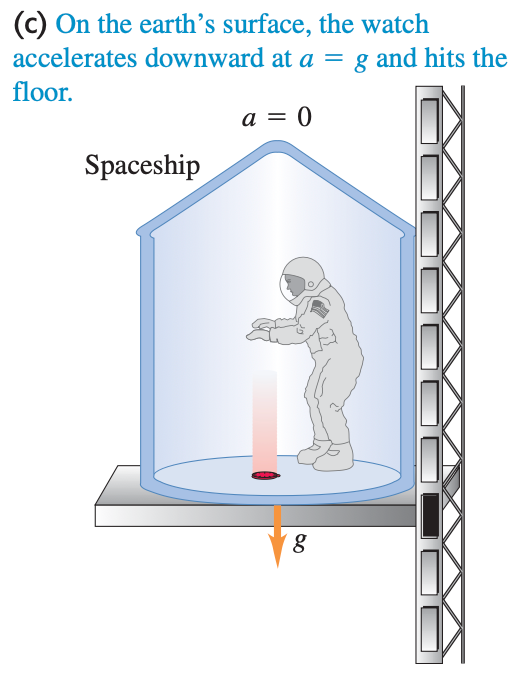 (c) On the earth’s surface, the watch
accelerates downward at a = g and hits the
floor.
a = 0
Spaceship
g